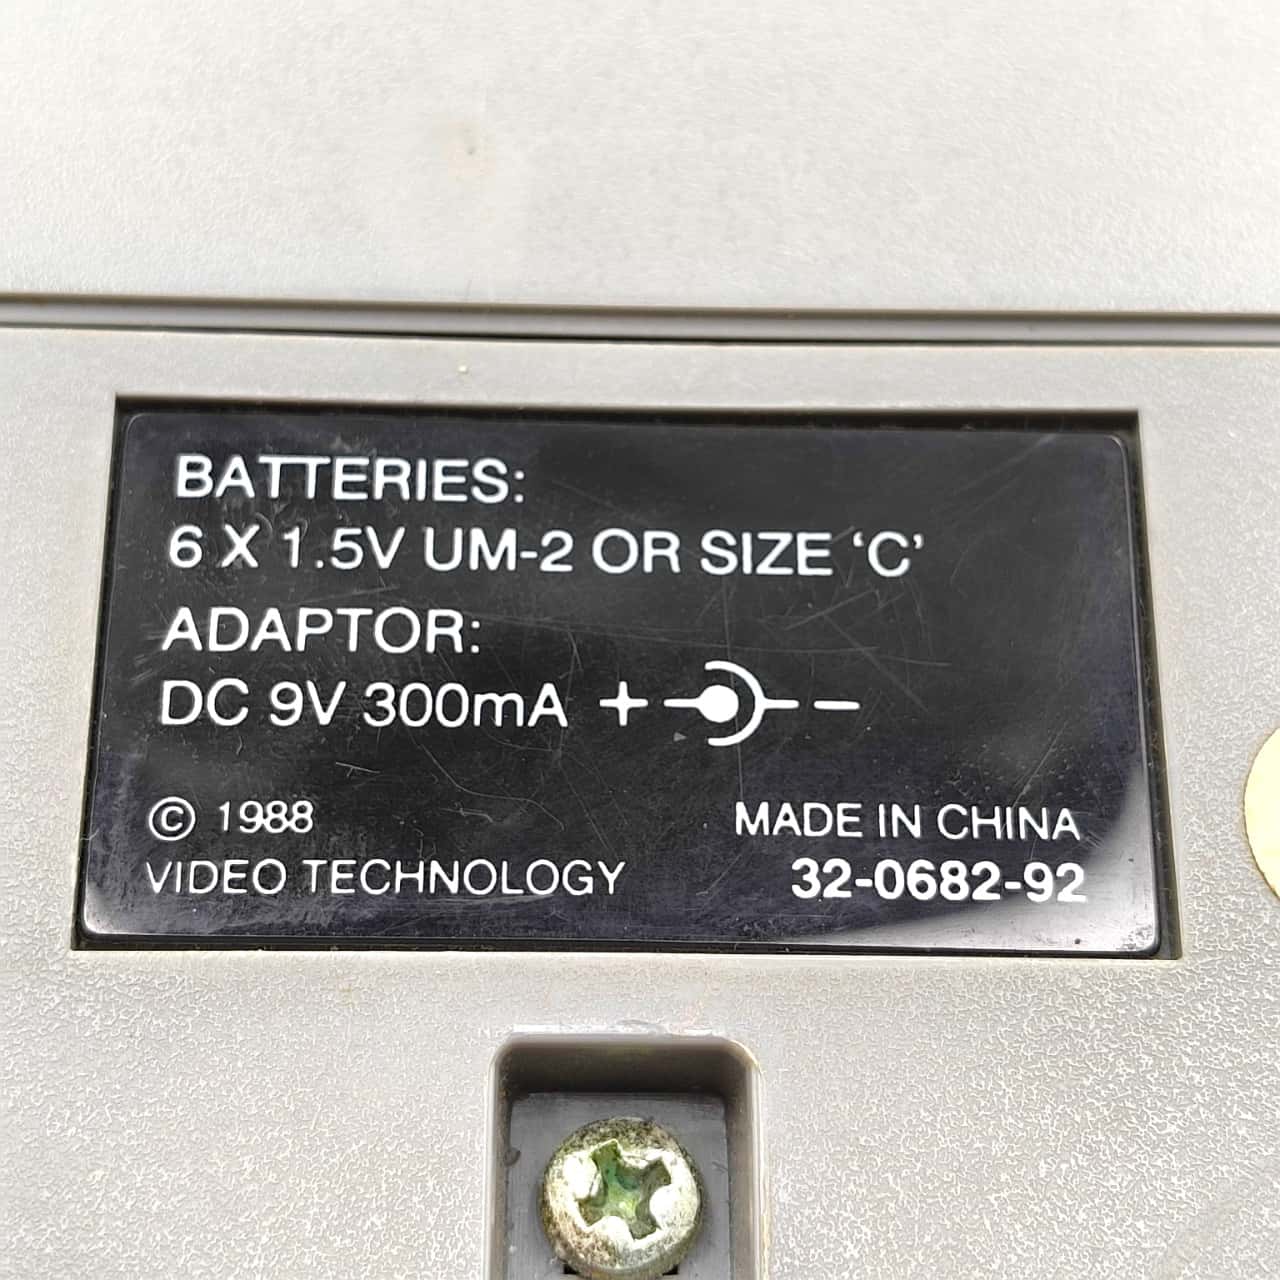 BATTERIES:
6 X 1.5V UM-2 OR SIZE ‘C’
ADAPTOR:
DC 9V 300mA + −
© 1988
VIDEO TECHNOLOGY
MADE IN CHINA
32-0682-92